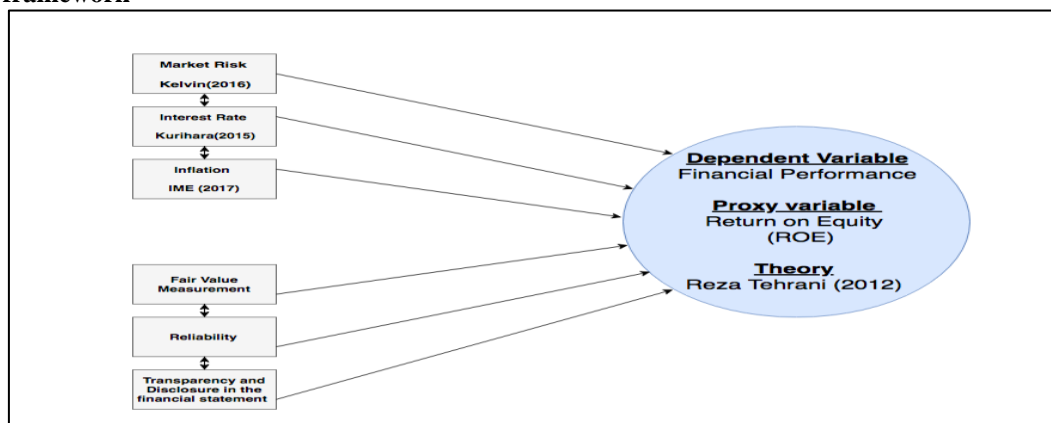 framework
Market Risk
Kelvin(2016)
Interest Rate
Kurihara(2015)
Inflation
IME (2017)
Fair Value
Measurement
Reliability
Transparency and
Disclosure in the
financial statement
Dependent Variable
Financial Performance
Proxy variable
Return on Equity
(ROE)
Theory
Reza Tehrani (2012)